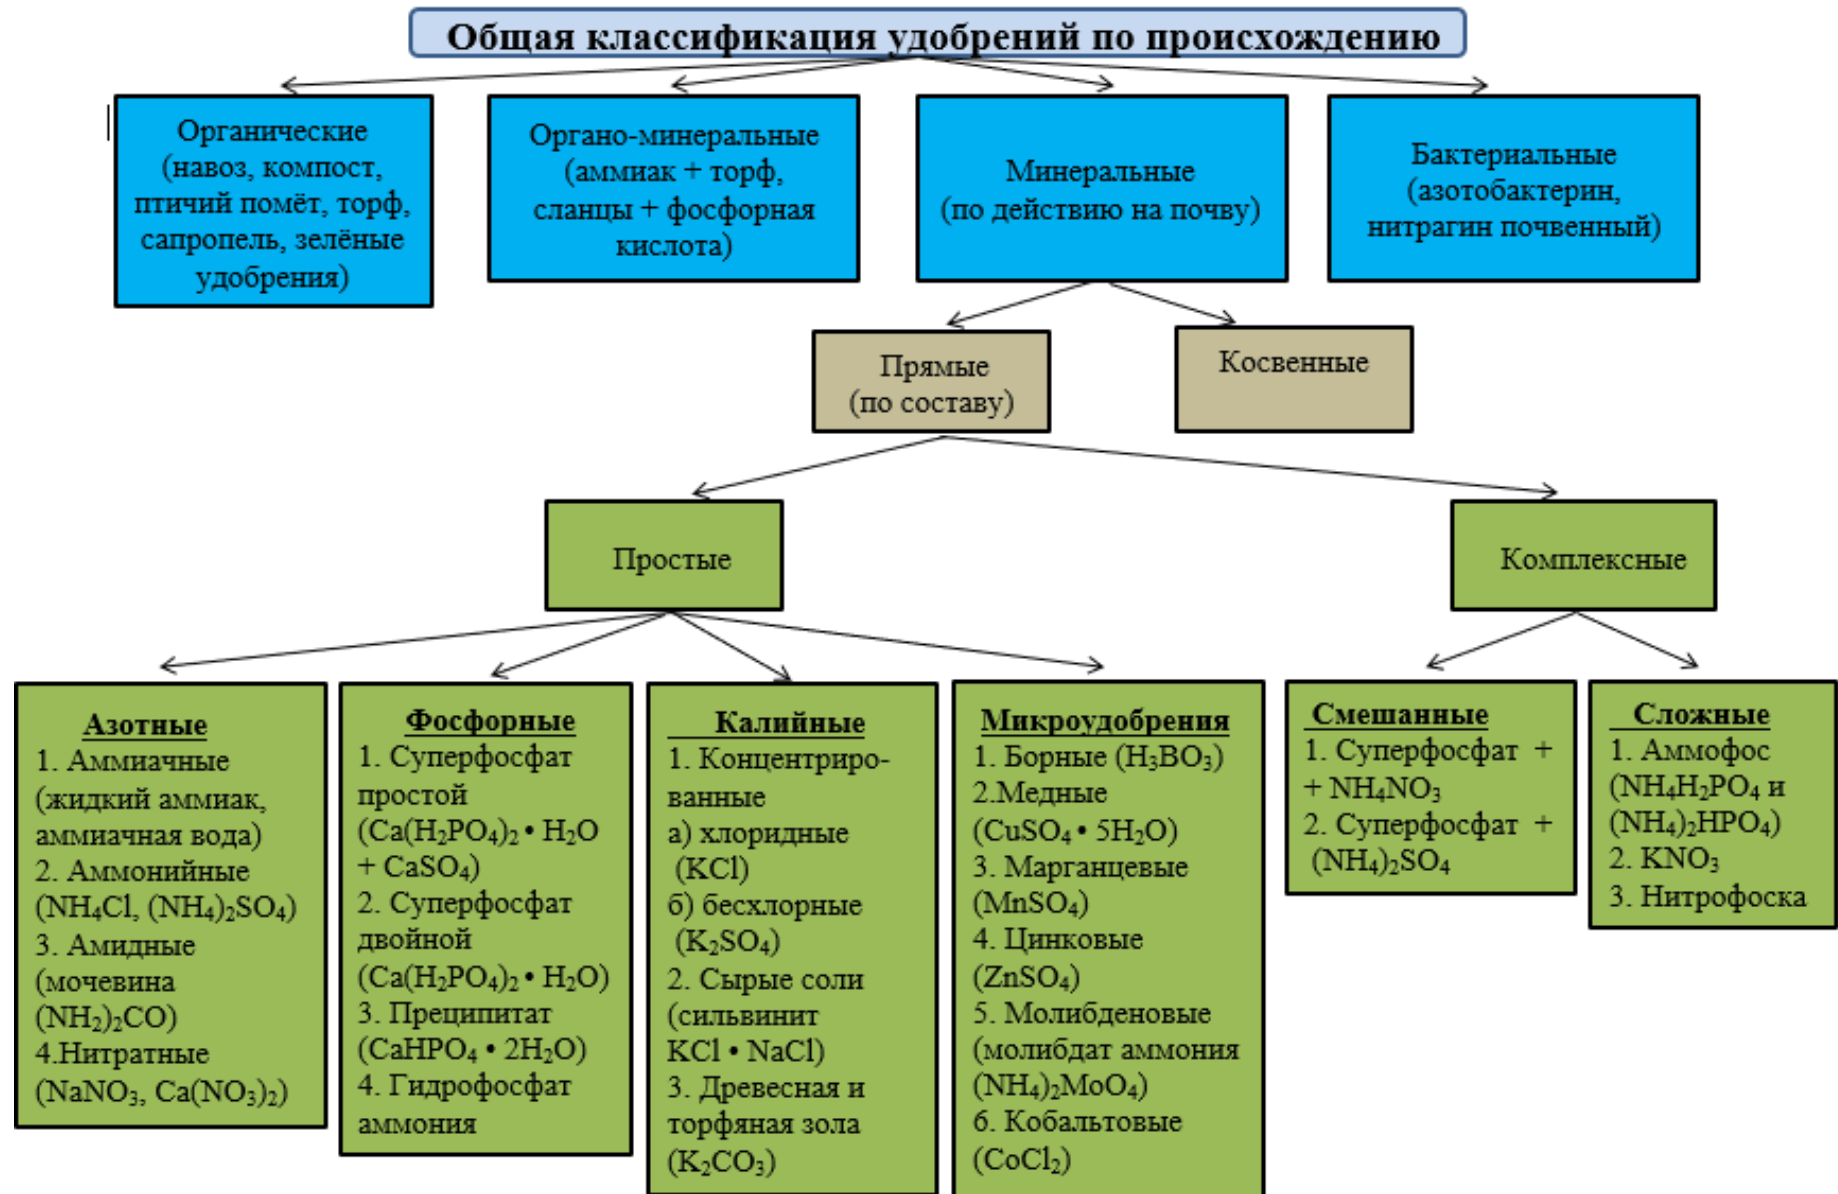 Общая классификация удобрений по происхождению
Органические
(навоз, компост,
птичий помёт, торф,
сапропель, зелёные
удобрения)
Органо-минеральные
(аммиак + торф,
сланцы + фосфорная
кислота)
Минеральные
(по действию на почву)
Бактериальные
(азотобактерин,
нитрагин почвенный)
Прямые
(по составу)
Косвенные
Простые
Комплексные
Азотные
1. Аммиачные
(жидкий аммиак,
аммиачная вода)
2. Аммонийные
(NH₄Cl, (NH₄)₂SO₄)
3. Амидные
(мочевина
(NH₂)₂CO)
4.Нитратные
(NaNO₃, Ca(NO₃)₂)
Фосфорные
1. Суперфосфат
простой
(Ca(H₂PO₄)₂ • H₂O
+ CaSO₄)
2. Суперфосфат
двойной
(Ca(H₂PO₄)₂ • H₂O)
3. Преципитат
(CaHPO₄ • 2H₂O)
4. Гидрофосфат
аммония
Калийные
1. Концентриро-
ванные
а) хлоридные
(KCl)
б) бесхлорные
(K₂SO₄)
2. Сырые соли
(сильвинит
KCl • NaCl)
3. Древесная и
торфяная зола
(K₂CO₃)
Микроудобрения
1. Борные (H₃BO₃)
2.Медные
(CuSO₄ • 5H₂O)
3. Марганцевые
(MnSO₄)
4. Цинковые
(ZnSO₄)
5. Молибденовые
(молибдат аммония
(NH₄)₂MoO₄)
6. Кобальтовые
(CoCl₂)
Смешанные
1. Суперфосфат +
+ NH₄NO₃
2. Суперфосфат +
(NH₄)₂SO₄
Сложные
1. Аммофос
(NH₄H₂PO₄ и
(NH₄)₂HPO₄)
2. KNO₃
3. Нитрофоска